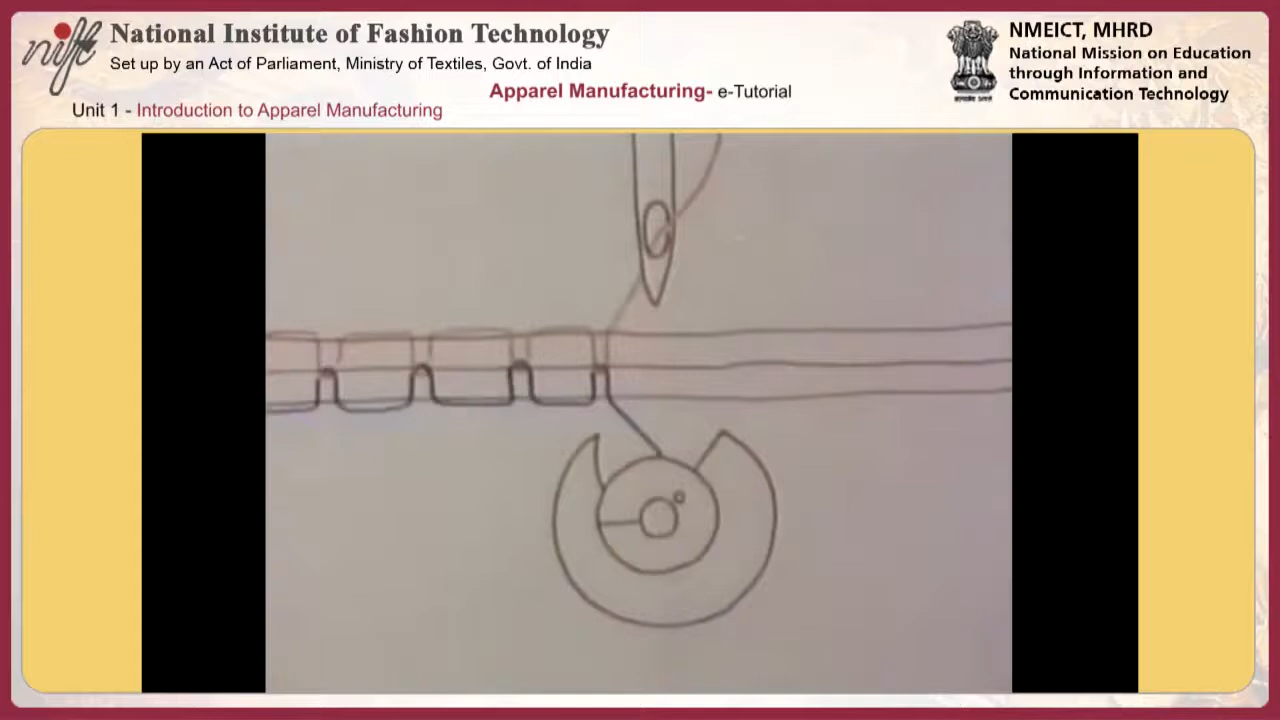 nift
National Institute of Fashion Technology
Set up by an Act of Parliament, Ministry of Textiles, Govt. of India
Apparel Manufacturing- e-Tutorial
Unit 1 - Introduction to Apparel Manufacturing
NMEICT, MHRD
National Mission on Education
through Information and
Communication Technology